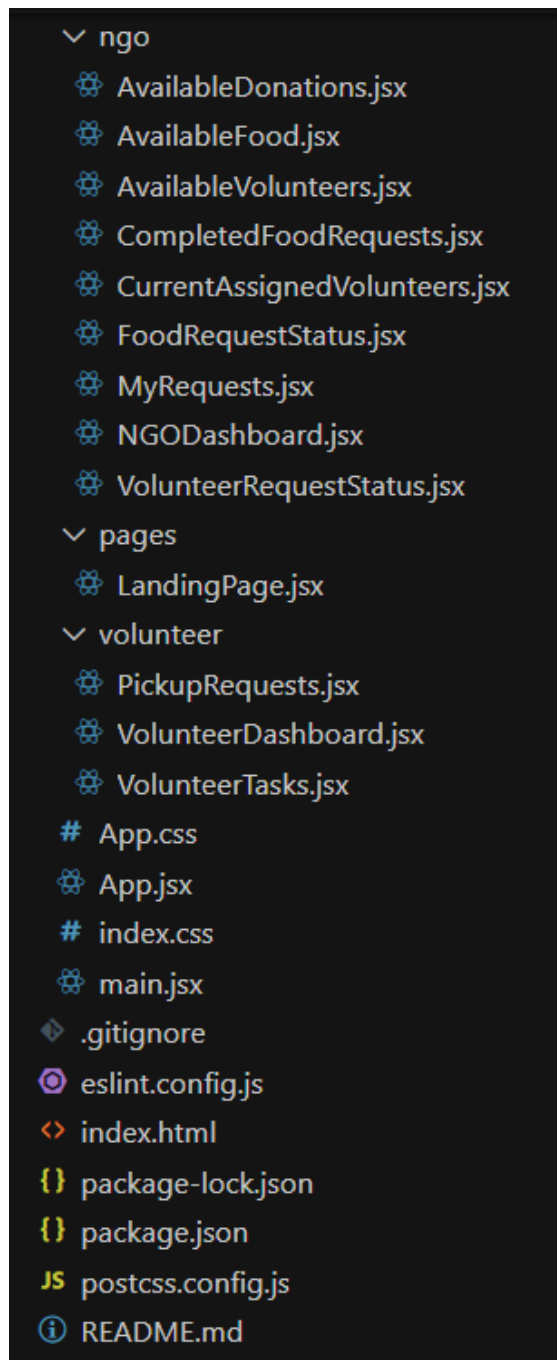 ngo
AvailableDonations.jsx
AvailableFood.jsx
AvailableVolunteers.jsx
CompletedFoodRequests.jsx
CurrentAssignedVolunteers.jsx
FoodRequestStatus.jsx
MyRequests.jsx
NGODashboard.jsx
VolunteerRequestStatus.jsx
pages
LandingPage.jsx
volunteer
PickupRequests.jsx
VolunteerDashboard.jsx
VolunteerTasks.jsx
# App.css
App.jsx
# index.css
main.jsx
.gitignore
eslint.config.js
<> index.html
{} package-lock.json
{} package.json
JS postcss.config.js
README.md